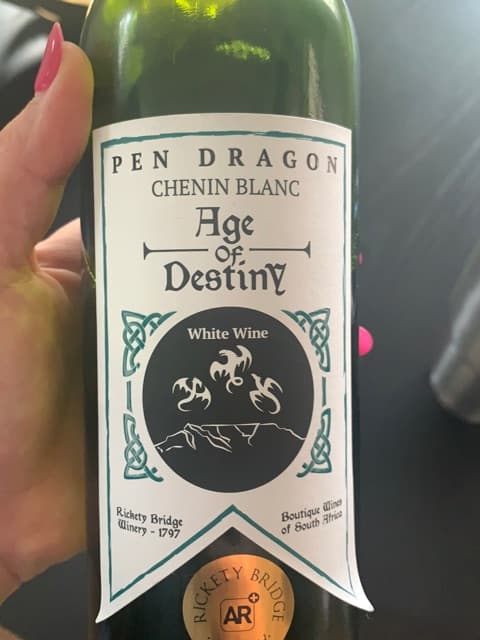 PEN DRAGON
CHENIN BLANC
Age
of
Destiny
White Wine
Rickety Bridge
Winery - 1797
Boutique Wines
of South Africa
RICKETY BRIDGE
AR